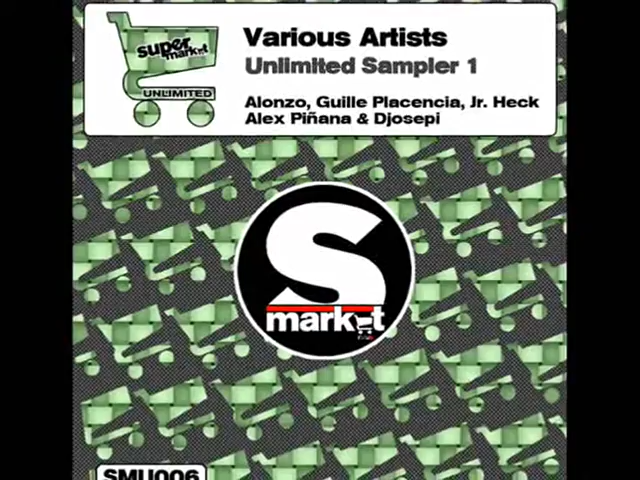 super
market
UNLIMITED
Various Artists
Unlimited Sampler 1
Alonzo, Guille Placencia, Jr. Heck
Alex Piñana & Djosepi
S
market
SMU006